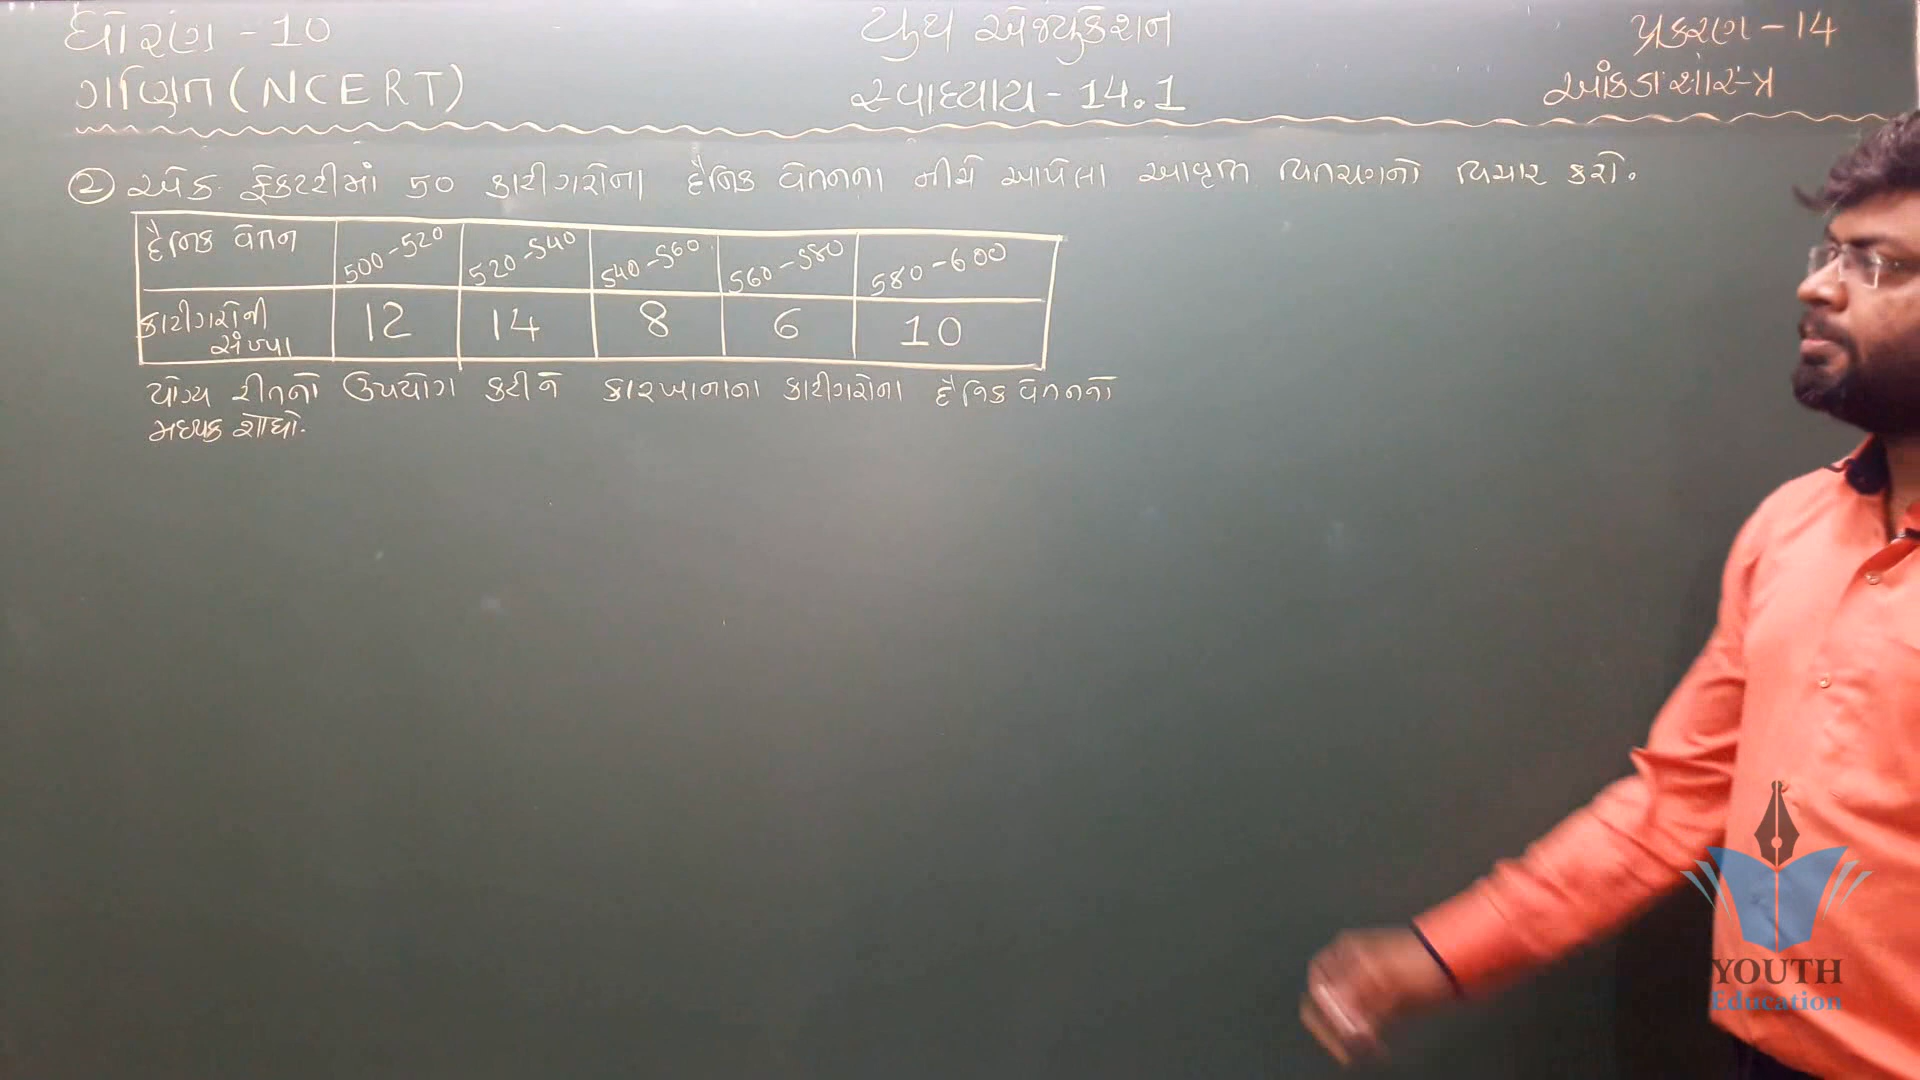 ધોરણ - 10
ગણિત (NCERT)
યુથ એજ્યુકેશન
સ્વાધ્યાય - 14.1
પ્રકરણ - 14
આંકડાશાસ્ત્ર
② એક ફેક્ટરીમાં 50 કારીગરોના દૈનિક વેતનના નીચે આપેલા આવૃત્તિ વિતરણનો વિચાર કરો.
દૈનિક વેતન 500-520 520-540 540-560 560-580 580-600
કારીગરોની સંખ્યા 12 14 8 6 10
યોગ્ય રીતનો ઉપયોગ કરીને કારખાનાના કારીગરોના દૈનિક વેતનનો
મધ્યક શોધો.
YOUTH
Education